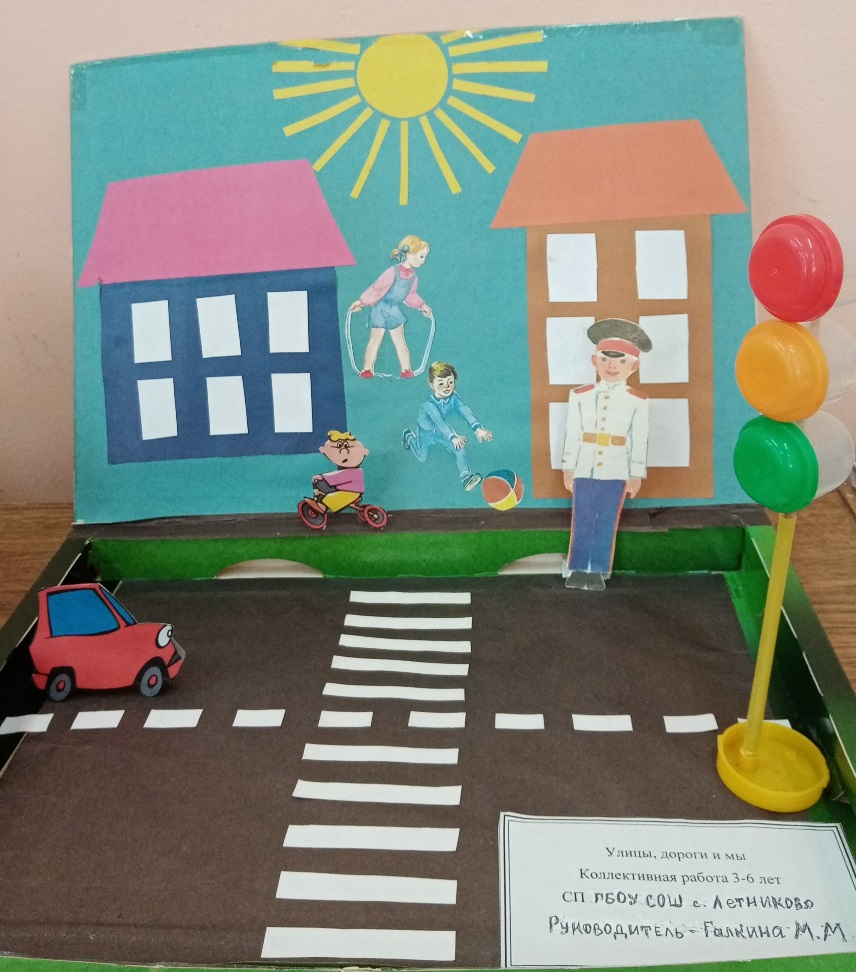 Улицы, дороги и мы
Коллективная работа 3-6 лет
СП ГБОУ СОШ с. Летниково
Руководитель - Галкина М.М.